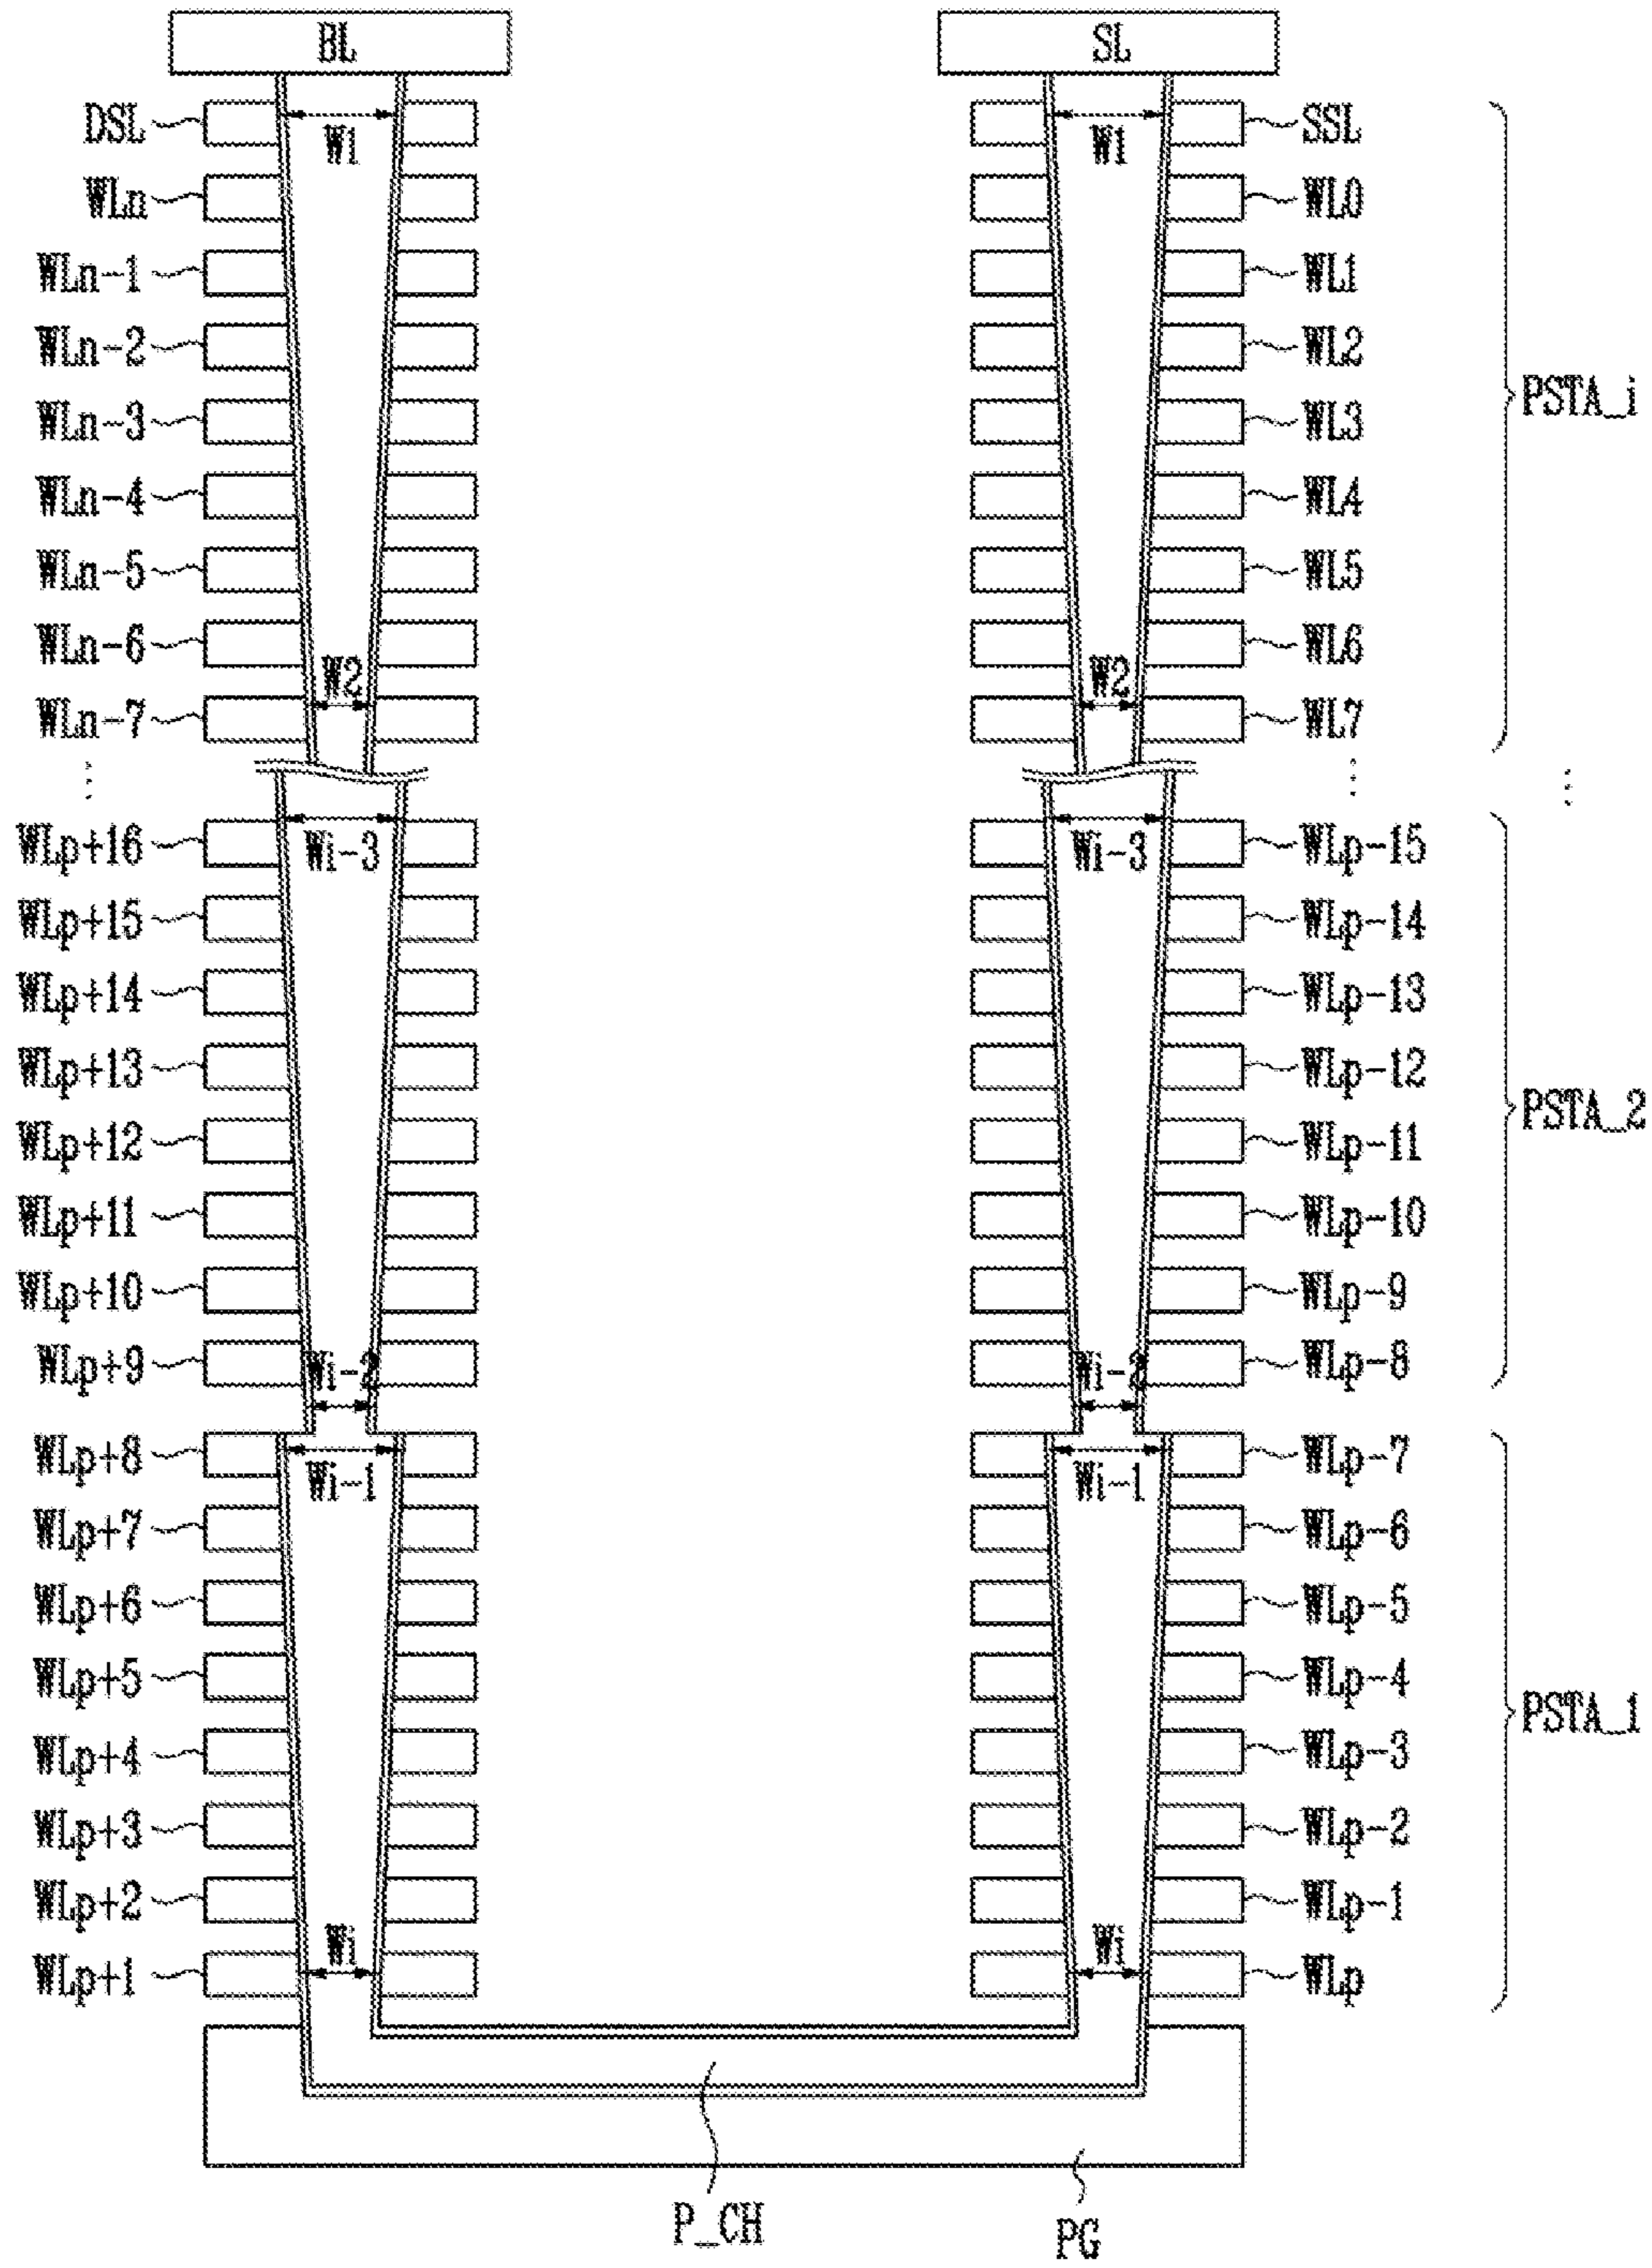 BL SL
DSL W1 W1 SSL
WLn WL0
WLn-1 WL1
WLn-2 WL2
PSTA_i
WLn-3 WL3
WLn-4 WL4
WLn-5 WL5
WLn-6 WL6
W2 W2
WLn-7 WL7
WLp+16 Wi-3 Wi-3 WLp-15
WLp+15 WLp-14
WLp+14 WLp-13
WLp+13 WLp-12
PSTA_2
WLp+12 WLp-11
WLp+11 WLp-10
WLp+10 WLp-9
WLp+9 Wi-2 Wi-2 WLp-8
WLp+8 Wi-1 Wi-1 WLp-7
WLp+7 WLp-6
WLp+6 WLp-5
WLp+5 WLp-4
PSTA_1
WLp+4 WLp-3
WLp+3 WLp-2
WLp+2 WLp-1
Wi Wi
WLp+1 WLp
P_CH PG